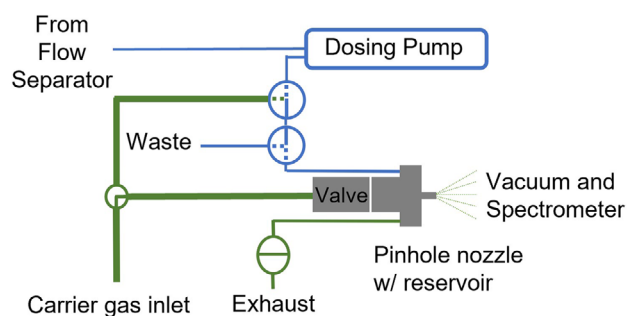 From
Flow
Separator
Dosing Pump
Waste
Valve
Vacuum and
Spectrometer
Pinhole nozzle
w/ reservoir
Carrier gas inlet
Exhaust